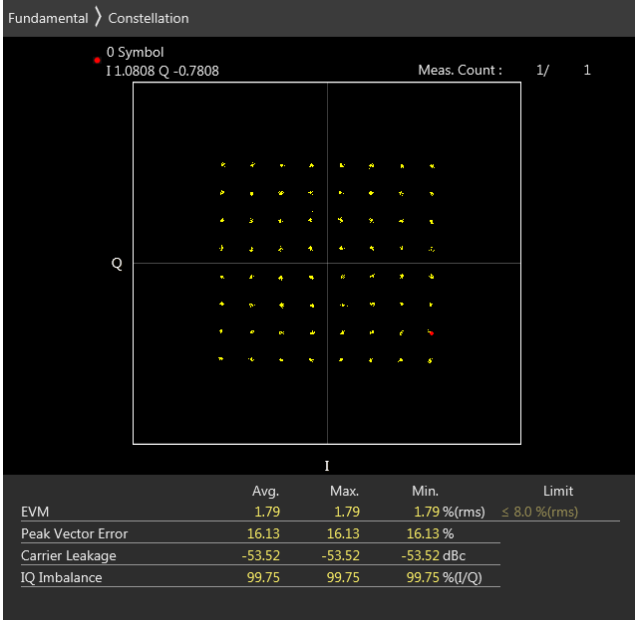 Fundamental 〉 Constellation
0 Symbol
I 1.0808 Q -0.7808 Meas. Count : 1/ 1
Q
I
Avg. Max. Min. Limit
EVM 1.79 1.79 1.79 %(rms) ≤ 8.0 %(rms)
Peak Vector Error 16.13 16.13 16.13 %
Carrier Leakage -53.52 -53.52 -53.52 dBc
IQ Imbalance 99.75 99.75 99.75 %(I/Q)